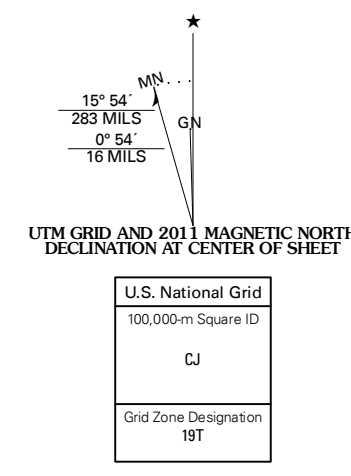 ★
MN
15° 54´
283 MILS
GN
0° 54´
16 MILS
UTM GRID AND 2011 MAGNETIC NORTH
DECLINATION AT CENTER OF SHEET
U.S. National Grid
100,000-m Square ID
CJ
Grid Zone Designation
19T